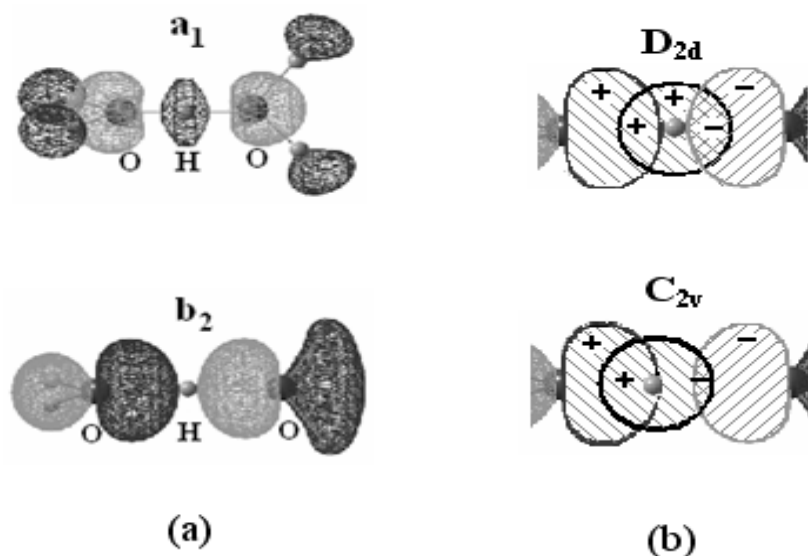 a₁
O H O
b₂
O H O
(a)
D₂d
+ + + − −
C₂v
+ + − −
(b)